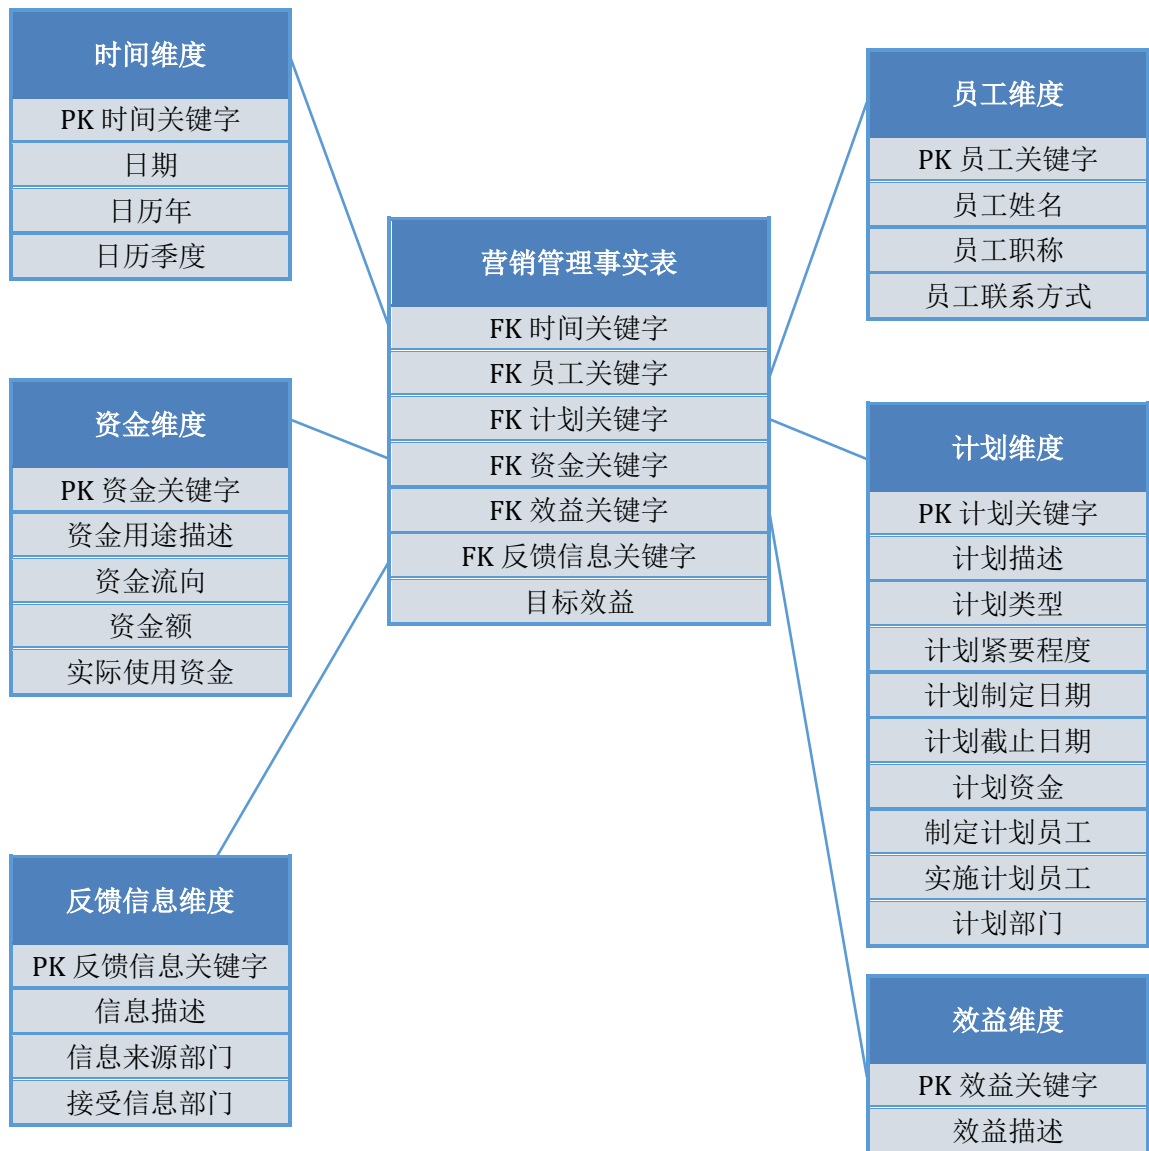 时间维度
PK 时间关键字
日期
日历年
日历季度
资金维度
PK 资金关键字
资金用途描述
资金流向
资金额
实际使用资金
反馈信息维度
PK 反馈信息关键字
信息描述
信息来源部门
接受信息部门
营销管理事实表
FK 时间关键字
FK 员工关键字
FK 计划关键字
FK 资金关键字
FK 效益关键字
FK 反馈信息关键字
目标效益
员工维度
PK 员工关键字
员工姓名
员工职称
员工联系方式
计划维度
PK 计划关键字
计划描述
计划类型
计划紧要程度
计划制定日期
计划截止日期
计划资金
制定计划员工
实施计划员工
计划部门
效益维度
PK 效益关键字
效益描述